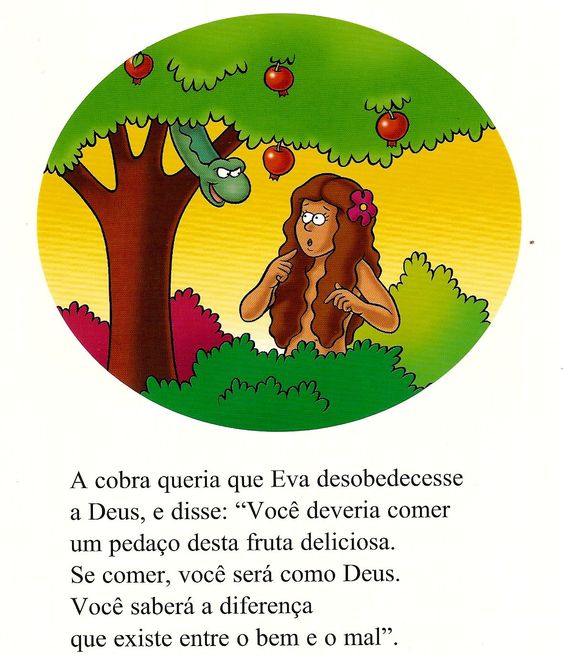 A cobra queria que Eva desobedecesse
a Deus, e disse: “Você deveria comer
um pedaço desta fruta deliciosa.
Se comer, você será como Deus.
Você saberá a diferença
que existe entre o bem e o mal”.